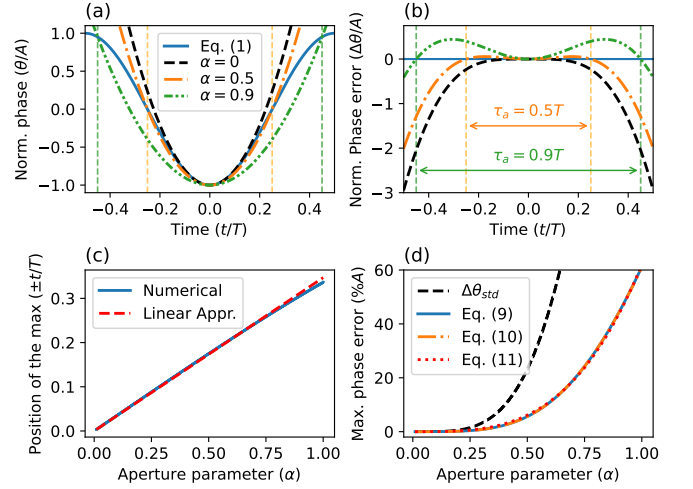 (a)
Norm. phase (θ/A)
1.0
0.5
0.0
−0.5
−1.0
Eq. (1)
α = 0
α = 0.5
α = 0.9
−0.4 −0.2 0.0 0.2 0.4
Time (t/T)
(b)
Norm. Phase error (Δθ/A)
1
0
−1
−2
−3
τa = 0.5T
τa = 0.9T
−0.4 −0.2 0.0 0.2 0.4
Time (t/T)
(c)
Position of the max (±t/T)
0.3
0.2
0.1
0.0
Numerical
Linear Appr.
0.00 0.25 0.50 0.75 1.00
Aperture parameter (α)
(d)
Max. phase error (%A)
60
40
20
0
Δθstd
Eq. (9)
Eq. (10)
Eq. (11)
0.00 0.25 0.50 0.75 1.00
Aperture parameter (α)